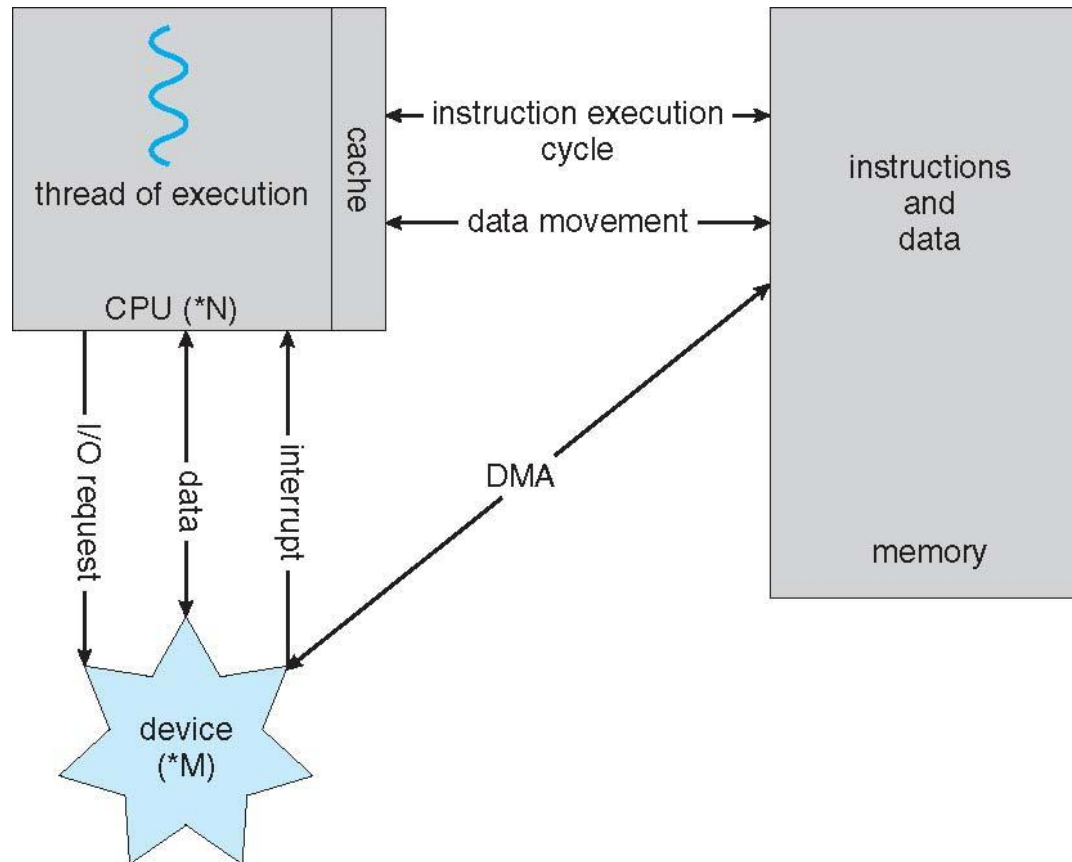 thread of execution
cache
CPU (*N)
instruction execution
cycle
data movement
instructions
and
data
memory
I/O request
data
interrupt
DMA
device
(*M)